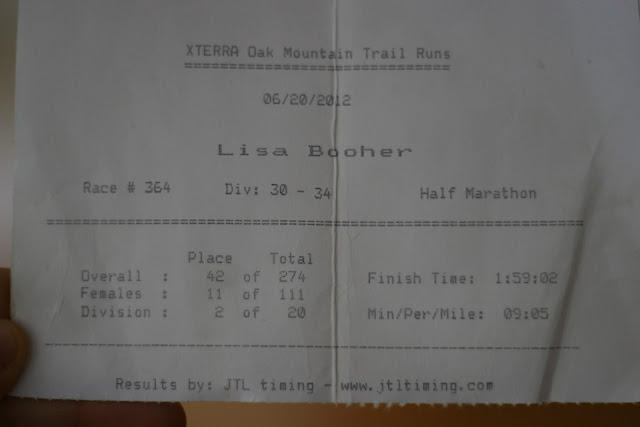 XTERRA Oak Mountain Trail Runs
==============================
06/20/2012
Lisa Booher
Race # 364 Div: 30 - 34 Half Marathon
Place Total
Overall : 42 of 274 Finish Time: 1:59:02
Females : 11 of 111
Division : 2 of 20 Min/Per/Mile: 09:05
Results by: JTL timing - www.jtltiming.com